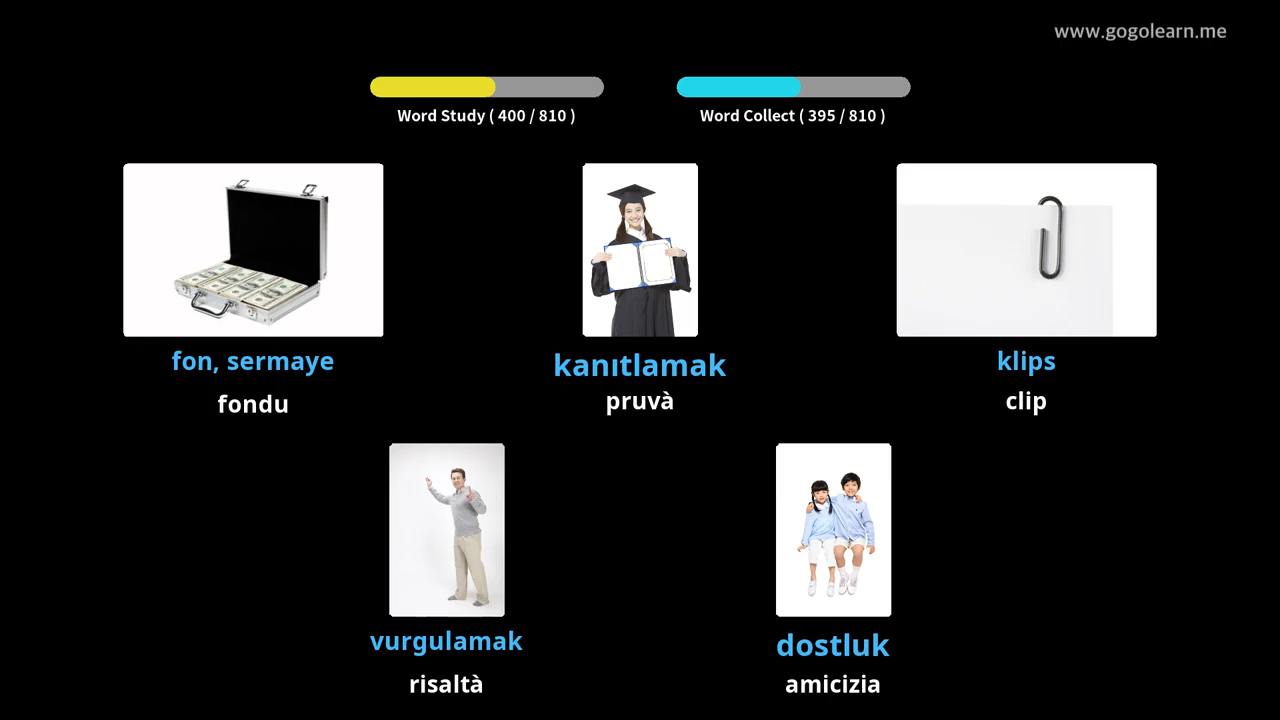 www.gogolearn.me
Word Study ( 400 / 810 )
Word Collect ( 395 / 810 )
fon, sermaye
fondu
kanıtlamak
pruvà
klips
clip
vurgulamak
risaltà
dostluk
amicizia